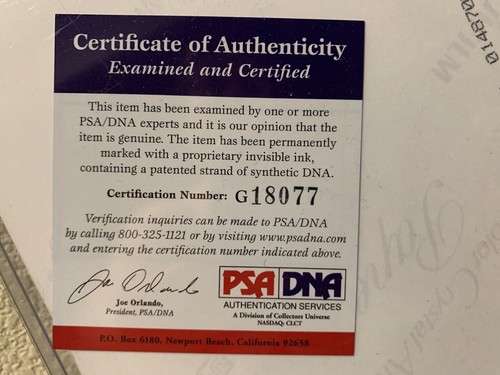 Certificate of Authenticity
Examined and Certified
This item has been examined by one or more
PSA/DNA experts and it is our opinion that the
item is genuine. The item has been permanently
marked with a proprietary invisible ink,
containing a patented strand of synthetic DNA.
Certification Number: G18077
Verification inquiries can be made to PSA/DNA
by calling 800-325-1121 or by visiting www.psadna.com
and entering the certification number indicated above.
Joe Orlando
Joe Orlando,
President, PSA/DNA
PSA DNA
AUTHENTICATION SERVICES
A Division of Collectors Universe
NASDAQ: CLCT
P.O. Box 6180, Newport Beach, California 92658